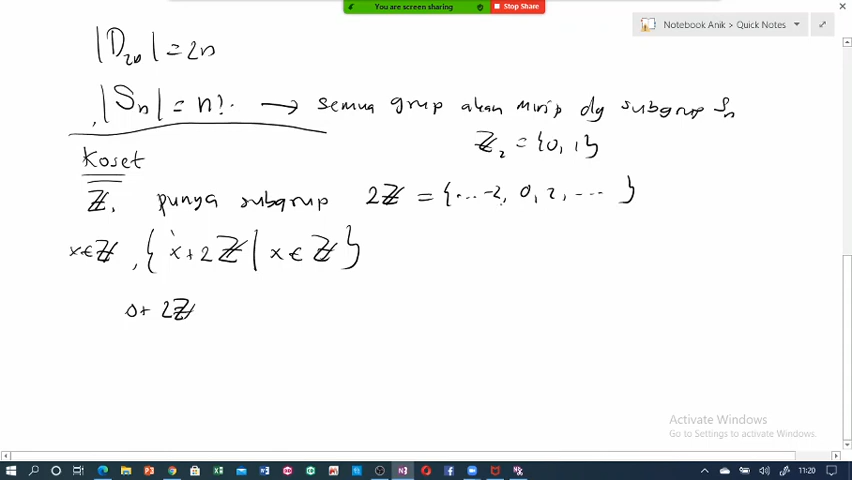 You are screen sharing
Stop Share
Notebook Anik > Quick Notes
|D₂ₙ| = 2n
|Sₙ| = n! → semua grup akan mirip dg subgrup Sₙ
ℤ₂ = {0, 1}
Koset
ℤ, punya subgrup 2ℤ = {... -2, 0, 2, ... }
x∈ℤ, { x + 2ℤ | x ∈ ℤ }
0 + 2ℤ
Activate Windows
Go to Settings to activate Windows.
11:20